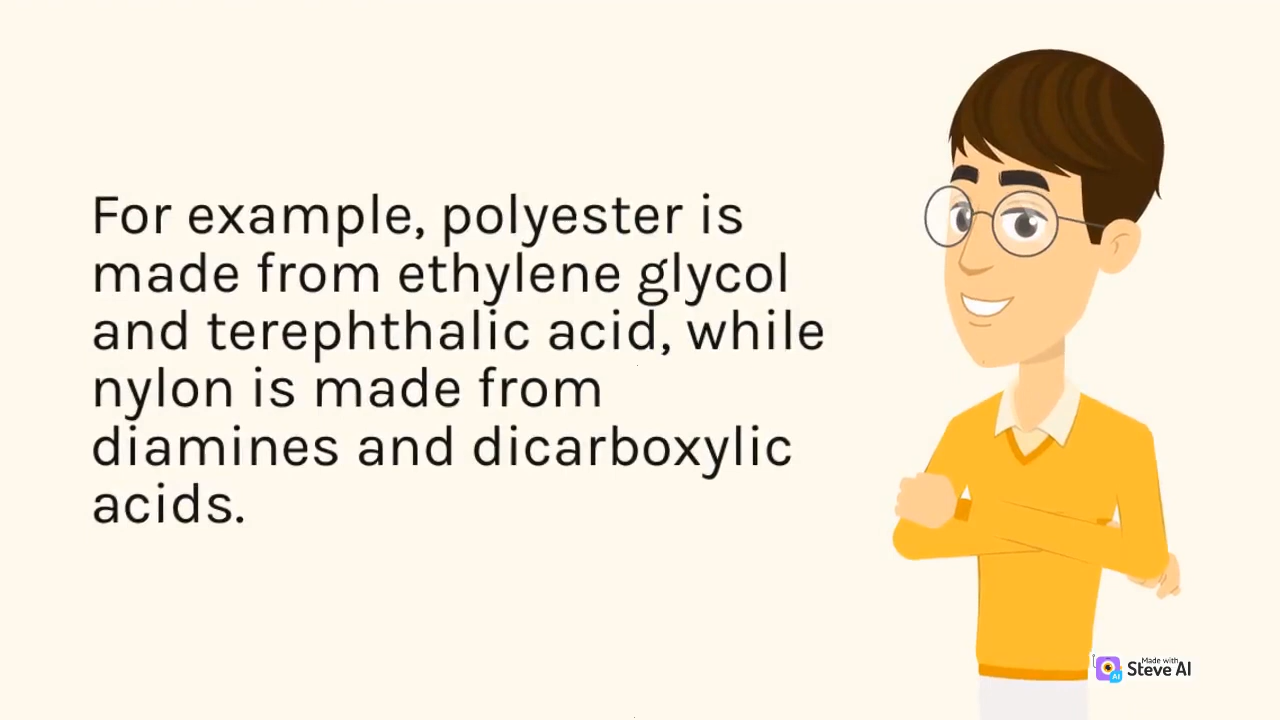 For example, polyester is
made from ethylene glycol
and terephthalic acid, while
nylon is made from
diamines and dicarboxylic
acids.
Made with
Steve AI
AI